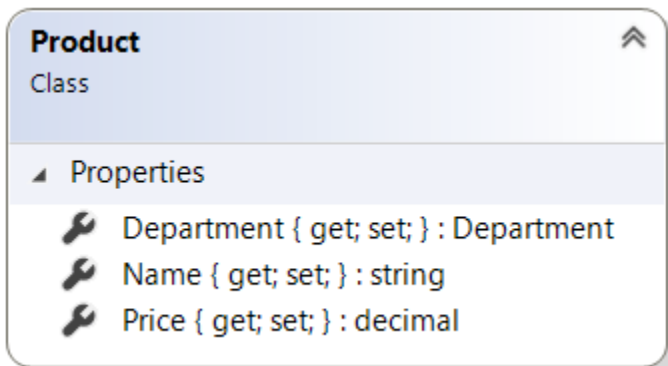 Product
Class
Properties
Department { get; set; } : Department
Name { get; set; } : string
Price { get; set; } : decimal